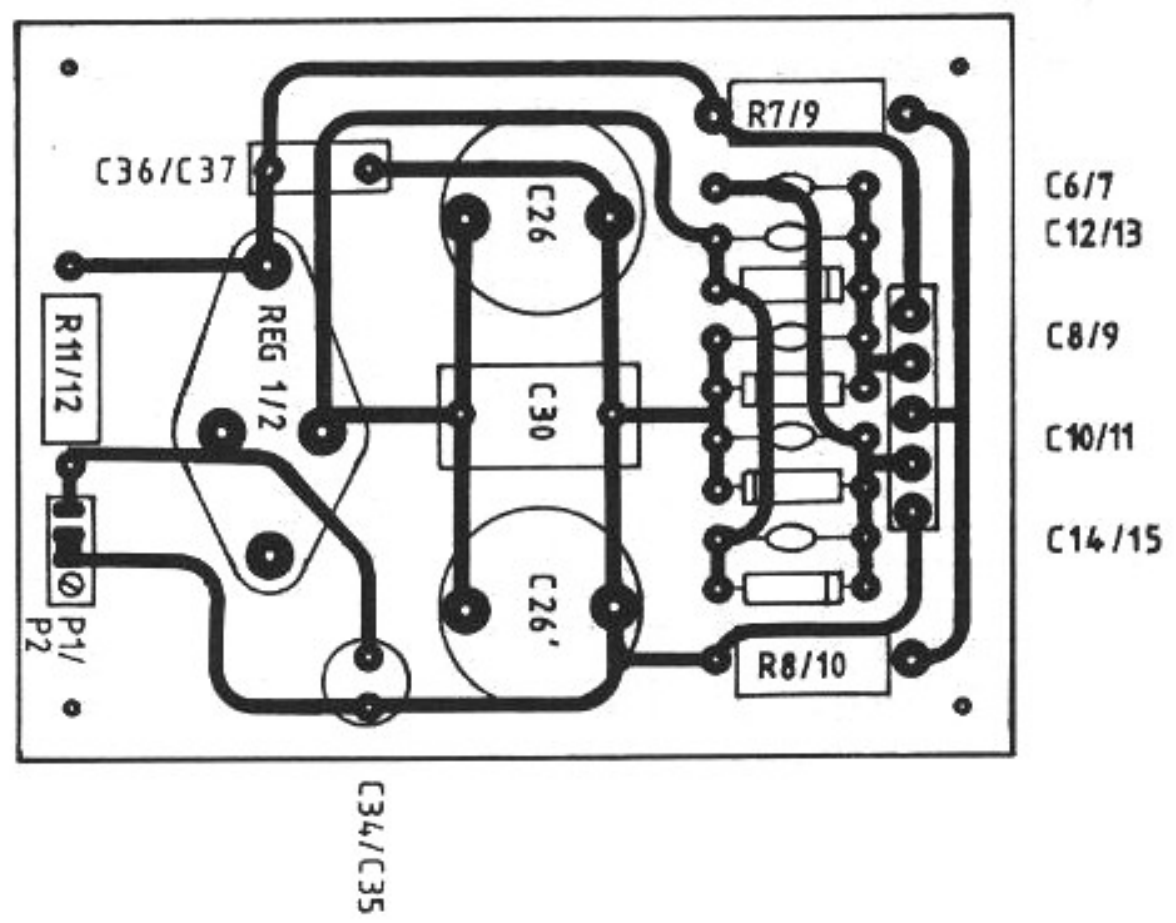 R7/9
C36/C37
C26
C6/7
C12/13
REG 1/2
R11/12
C8/9
C30
C10/11
C14/15
C26'
P1/
P2
R8/10
C34/C35